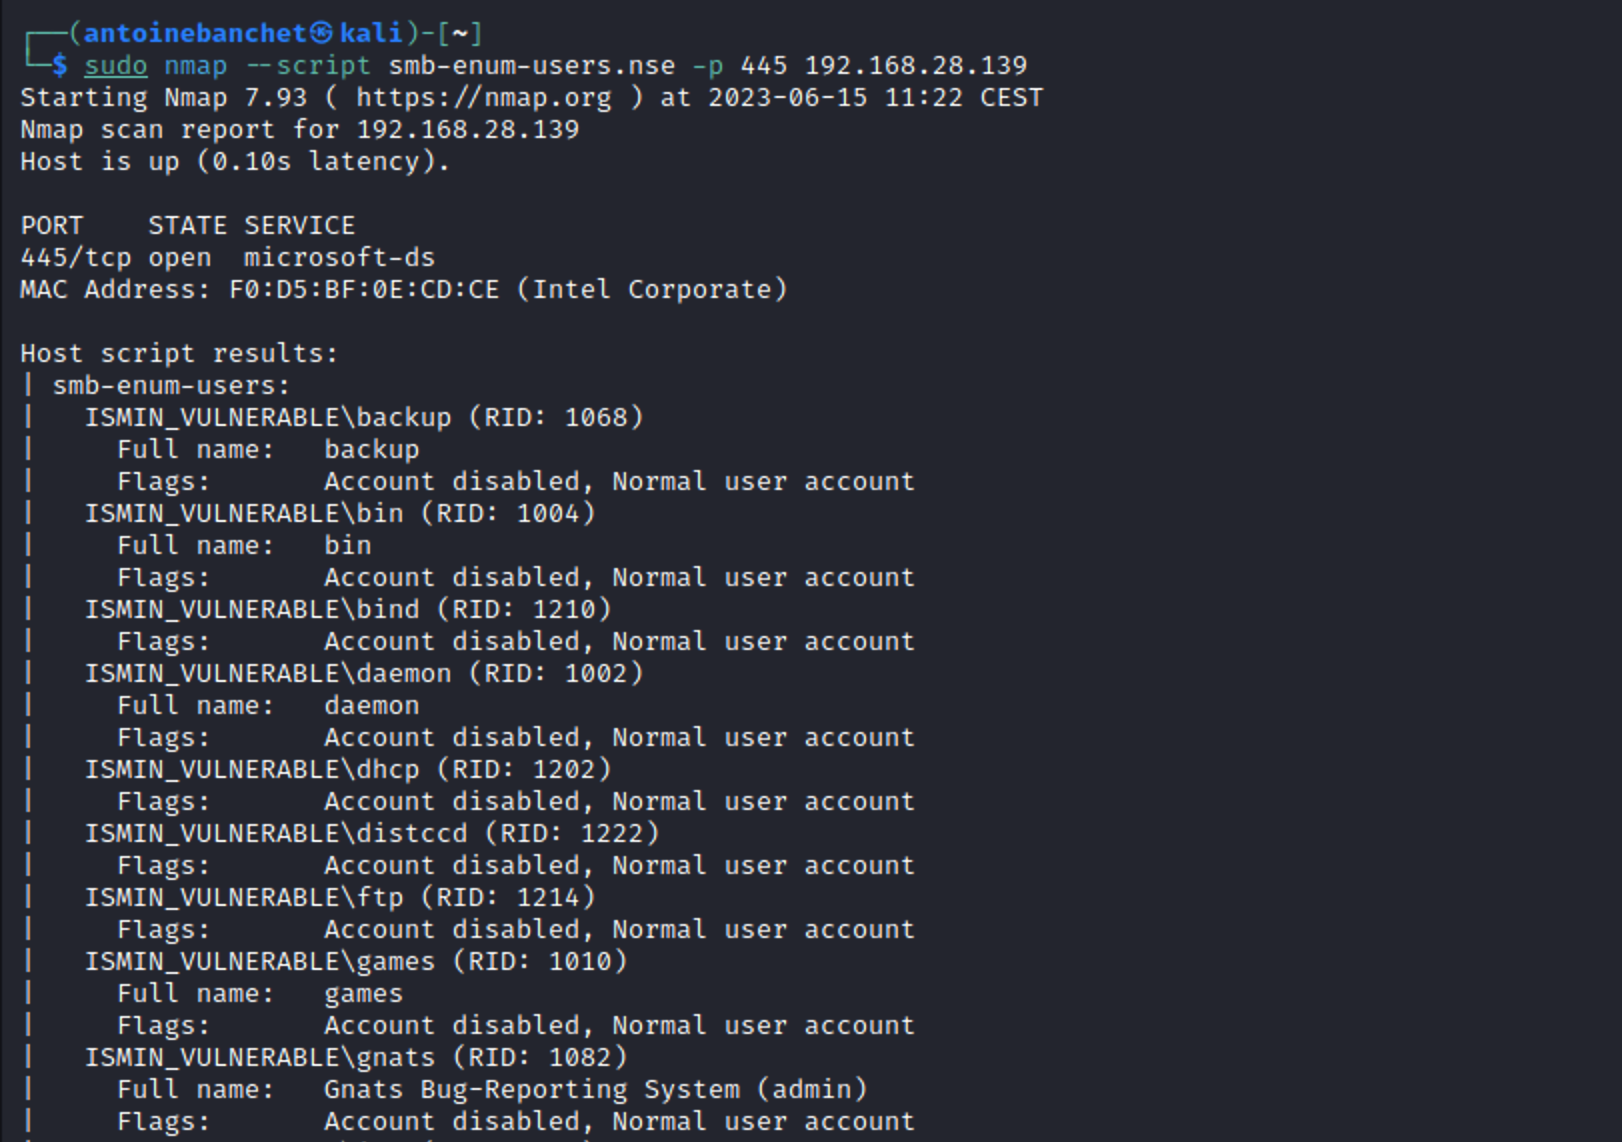 ┌──(antoinebanchet㉿kali)-[~]
└─$ sudo nmap --script smb-enum-users.nse -p 445 192.168.28.139
Starting Nmap 7.93 ( https://nmap.org ) at 2023-06-15 11:22 CEST
Nmap scan report for 192.168.28.139
Host is up (0.10s latency).

PORT    STATE SERVICE
445/tcp open  microsoft-ds
MAC Address: F0:D5:BF:0E:CD:CE (Intel Corporate)

Host script results:
| smb-enum-users:
|   ISMIN_VULNERABLE\backup (RID: 1068)
|     Full name:   backup
|     Flags:       Account disabled, Normal user account
|   ISMIN_VULNERABLE\bin (RID: 1004)
|     Full name:   bin
|     Flags:       Account disabled, Normal user account
|   ISMIN_VULNERABLE\bind (RID: 1210)
|     Flags:       Account disabled, Normal user account
|   ISMIN_VULNERABLE\daemon (RID: 1002)
|     Full name:   daemon
|     Flags:       Account disabled, Normal user account
|   ISMIN_VULNERABLE\dhcp (RID: 1202)
|     Flags:       Account disabled, Normal user account
|   ISMIN_VULNERABLE\distccd (RID: 1222)
|     Flags:       Account disabled, Normal user account
|   ISMIN_VULNERABLE\ftp (RID: 1214)
|     Flags:       Account disabled, Normal user account
|   ISMIN_VULNERABLE\games (RID: 1010)
|     Full name:   games
|     Flags:       Account disabled, Normal user account
|   ISMIN_VULNERABLE\gnats (RID: 1082)
|     Full name:   Gnats Bug-Reporting System (admin)
|     Flags:       Account disabled, Normal user account